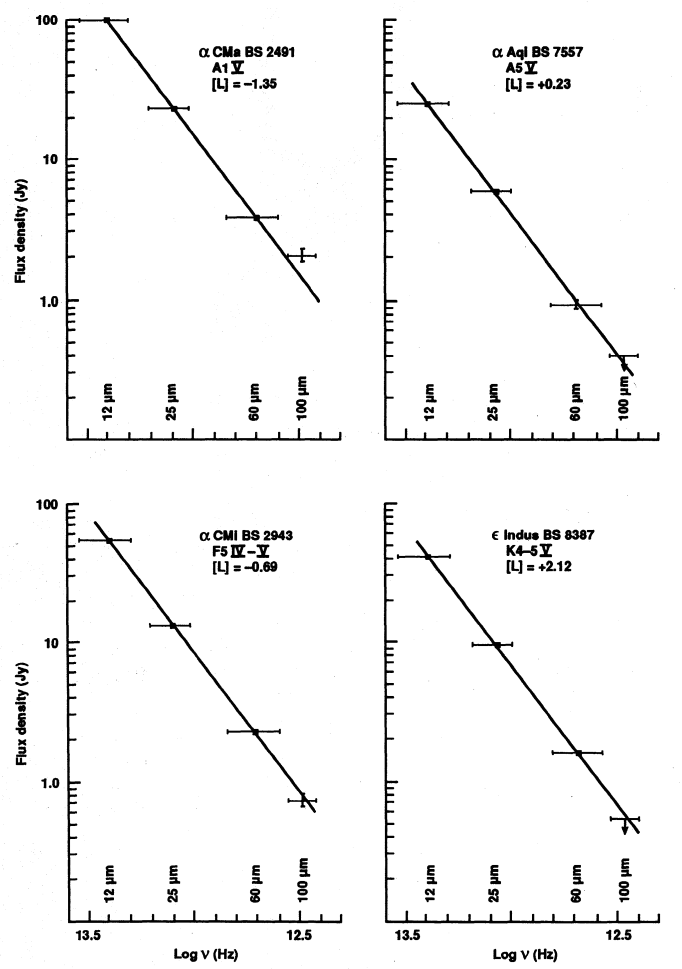 100
10
1.0
Flux density (Jy)
α CMa BS 2491
A1 V
[L] = –1.35
12 µm
25 µm
60 µm
100 µm
α Aql BS 7557
A5 V
[L] = +0.23
12 µm
25 µm
60 µm
100 µm
100
10
1.0
Flux density (Jy)
α CMi BS 2943
F5 IV – V
[L] = –0.69
12 µm
25 µm
60 µm
100 µm
13.5
12.5
Log ν (Hz)
ϵ Indus BS 8387
K4–5 V
[L] = +2.12
12 µm
25 µm
60 µm
100 µm
13.5
12.5
Log ν (Hz)